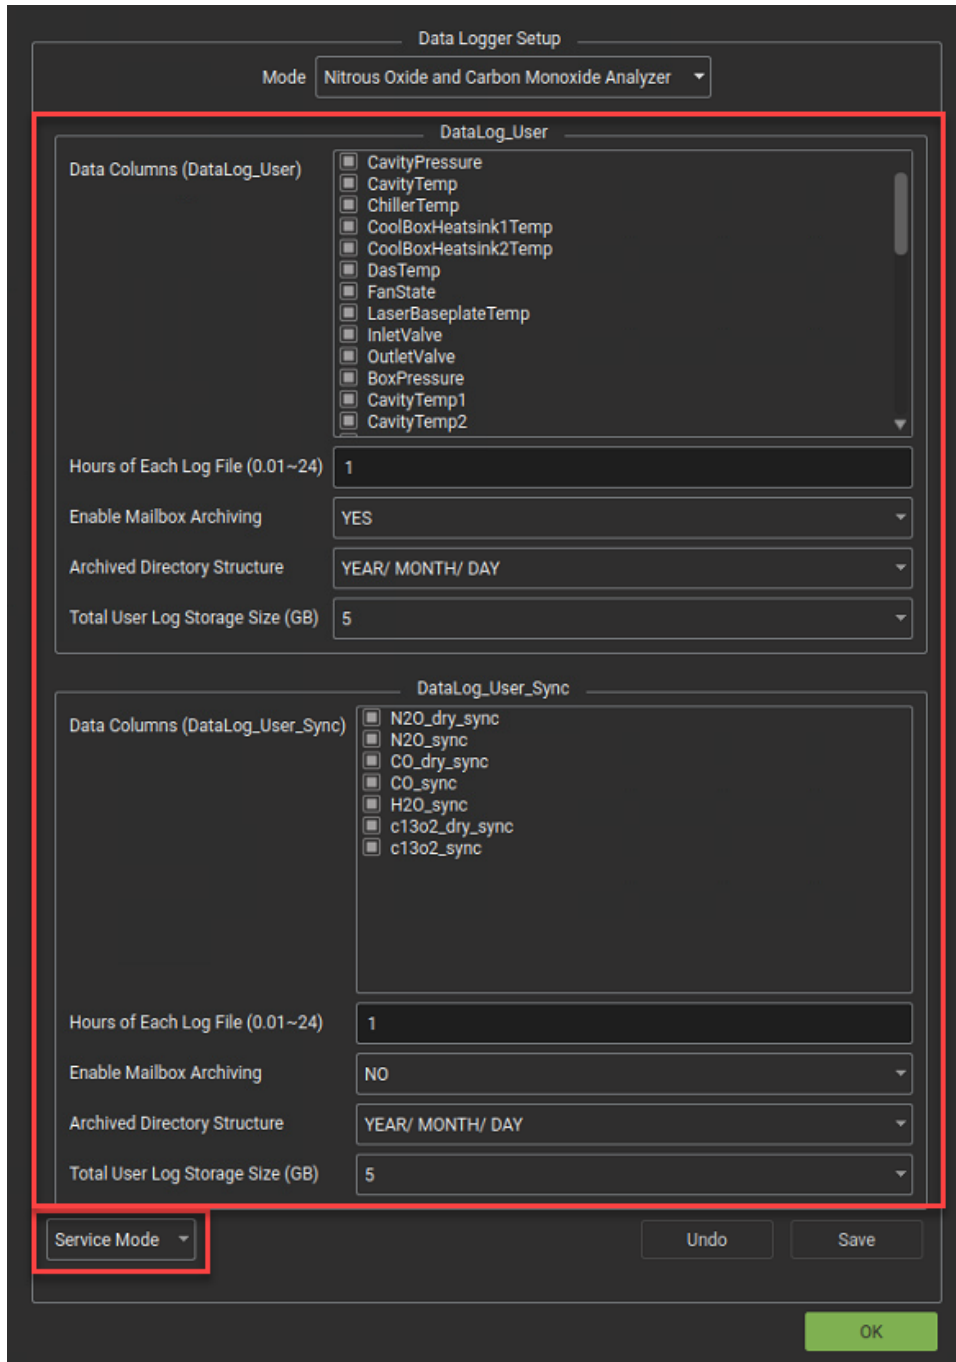 Data Logger Setup
Mode Nitrous Oxide and Carbon Monoxide Analyzer
DataLog_User
Data Columns (DataLog_User)
CavityPressure
CavityTemp
ChillerTemp
CoolBoxHeatsink1Temp
CoolBoxHeatsink2Temp
DasTemp
FanState
LaserBaseplateTemp
InletValve
OutletValve
BoxPressure
CavityTemp1
CavityTemp2
Hours of Each Log File (0.01~24) 1
Enable Mailbox Archiving YES
Archived Directory Structure YEAR/ MONTH/ DAY
Total User Log Storage Size (GB) 5
DataLog_User_Sync
Data Columns (DataLog_User_Sync)
N2O_dry_sync
N2O_sync
CO_dry_sync
CO_sync
H2O_sync
c13o2_dry_sync
c13o2_sync
Hours of Each Log File (0.01~24) 1
Enable Mailbox Archiving NO
Archived Directory Structure YEAR/ MONTH/ DAY
Total User Log Storage Size (GB) 5
Service Mode Undo Save
OK